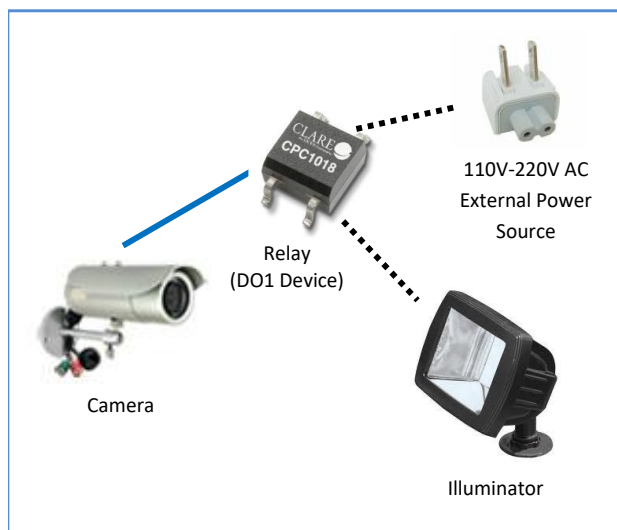 CLARE
CPC1018
110V-220V AC
External Power
Source
Relay
(DO1 Device)
Camera
Illuminator